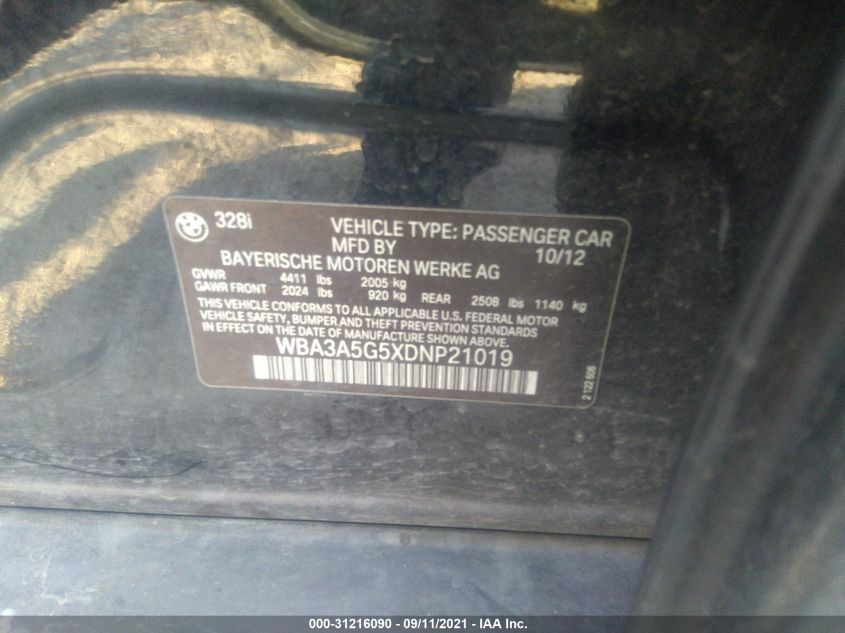 328i
VEHICLE TYPE: PASSENGER CAR
MFD BY 10/12
BAYERISCHE MOTOREN WERKE AG
GVWR 4411 lbs 2005 kg
GAWR FRONT 2024 lbs 920 kg REAR 2508 lbs 1140 kg
THIS VEHICLE CONFORMS TO ALL APPLICABLE U.S. FEDERAL MOTOR
VEHICLE SAFETY, BUMPER AND THEFT PREVENTION STANDARDS
IN EFFECT ON THE DATE OF MANUFACTURE SHOWN ABOVE.
WBA3A5G5XDNP21019
2 122 606
000-31216090 - 09/11/2021 - IAA Inc.